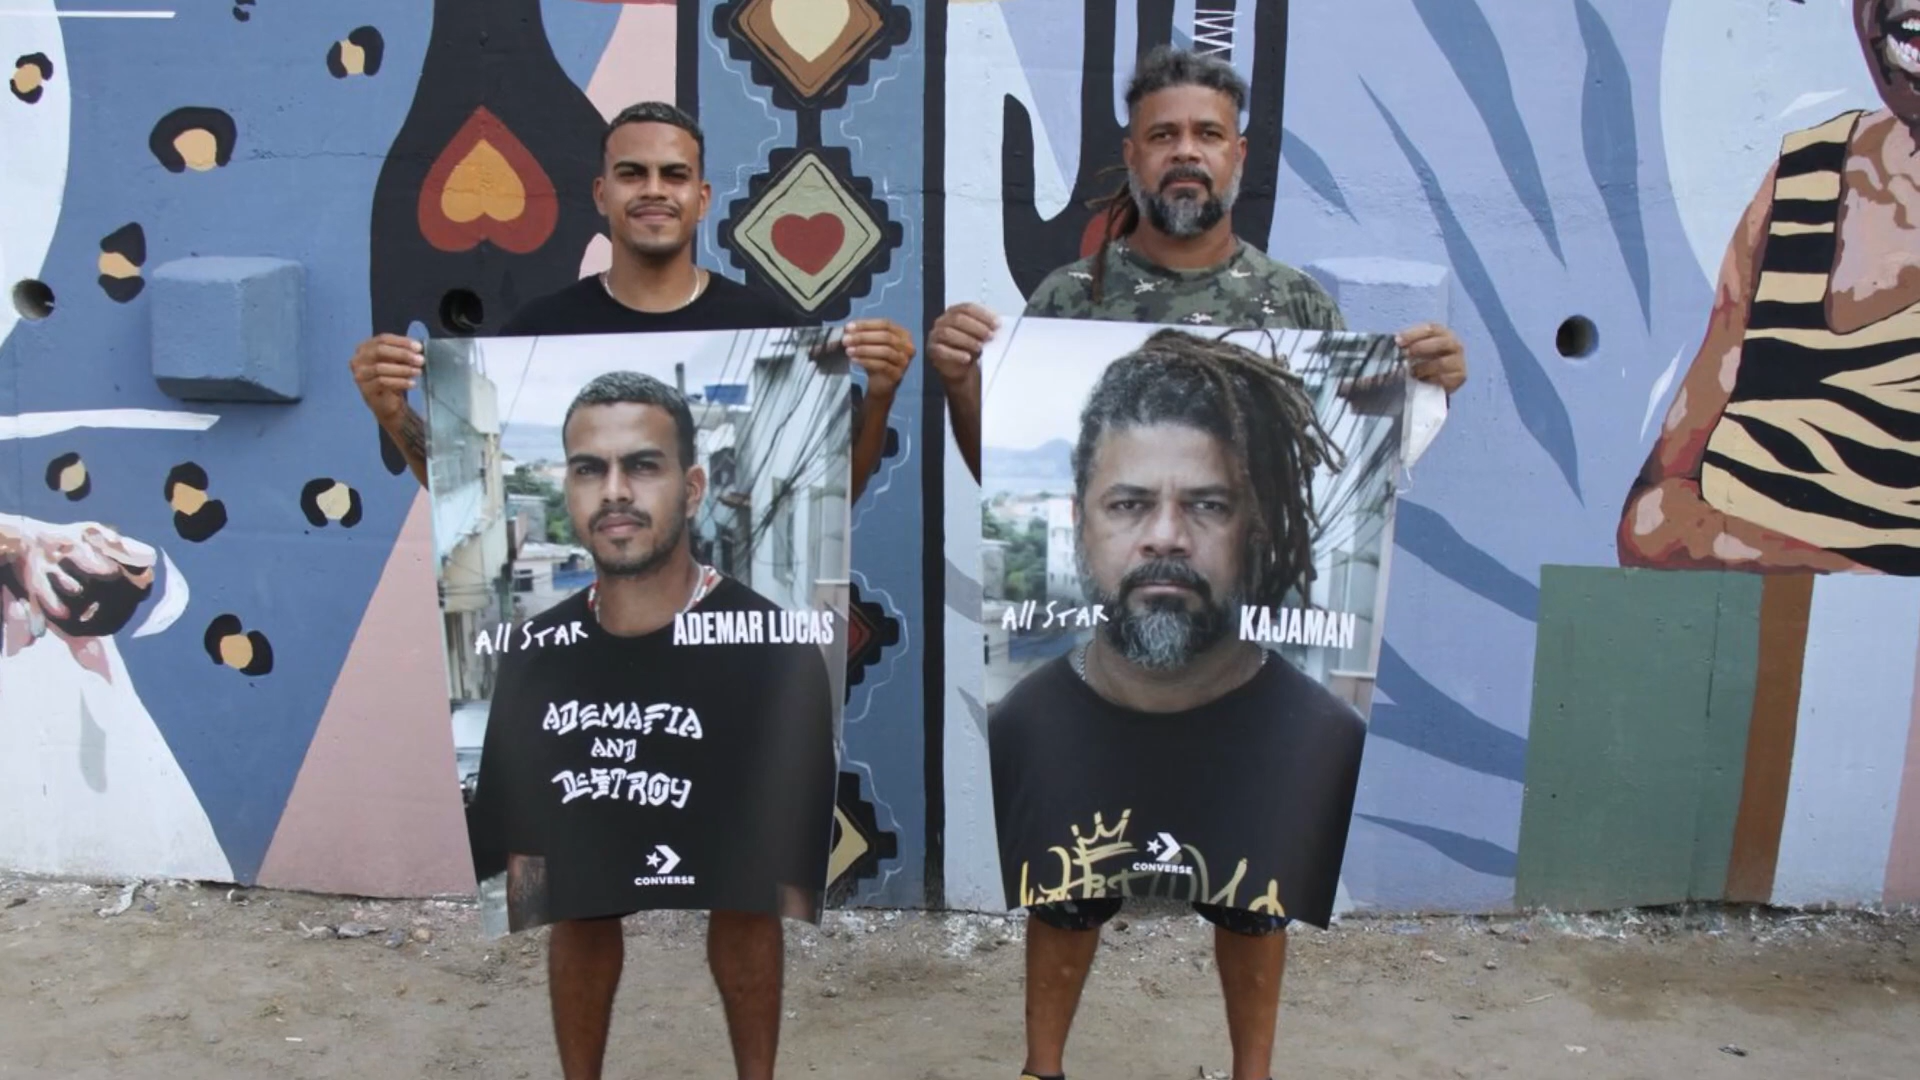 All STAR
ADEMAR LUCAS
ADEMAFIA
AND
DESTROY
CONVERSE
All STAR
KAJAMAN
CONVERSE